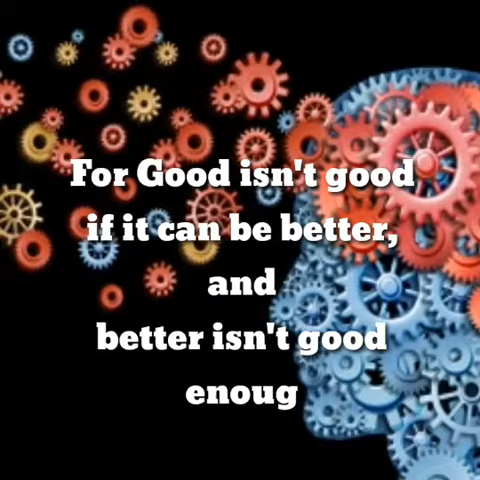 For Good isn't good
if it can be better,
and
better isn't good
enoug